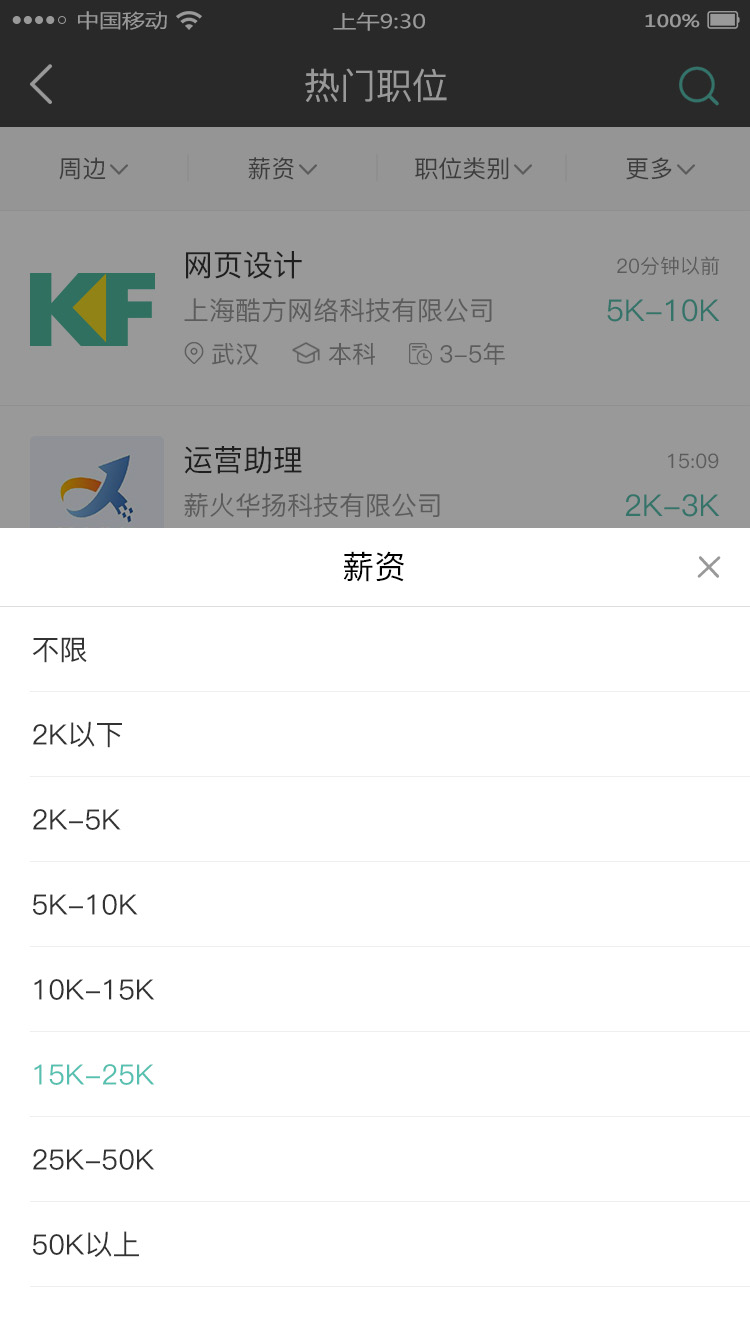 中国移动 上午9:30 100%
热门职位
周边 薪资 职位类别 更多
KF
网页设计 20分钟以前
上海酷方网络科技有限公司 5K–10K
武汉 本科 3–5年
运营助理 15:09
薪火华扬科技有限公司 2K–3K
薪资
不限
2K以下
2K–5K
5K–10K
10K–15K
15K–25K
25K–50K
50K以上